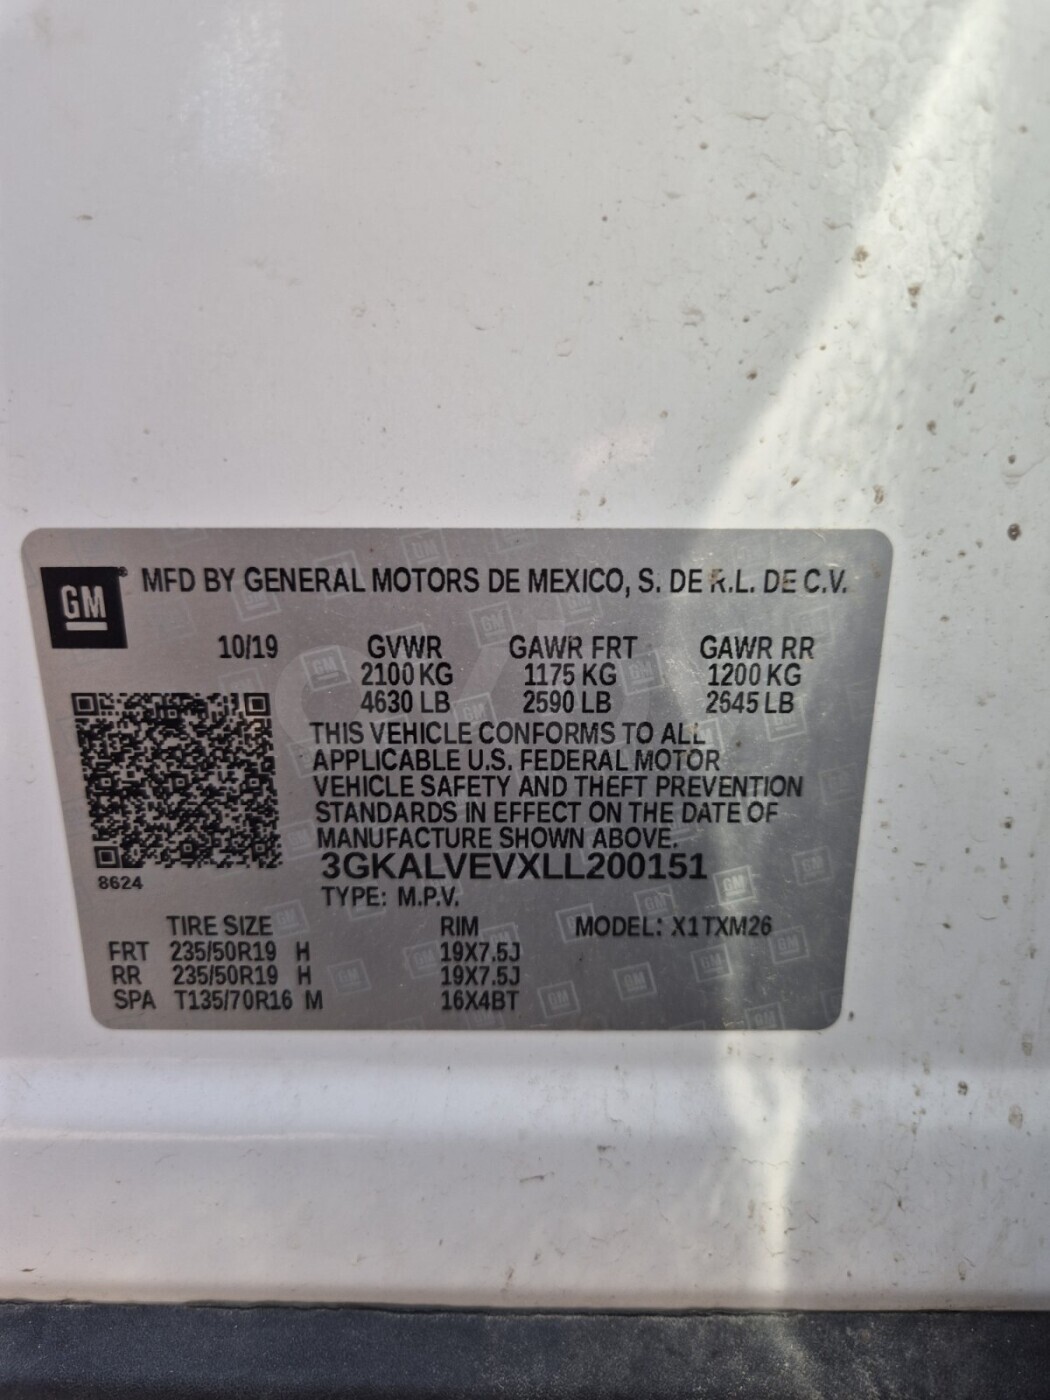 GM
MFD BY GENERAL MOTORS DE MEXICO, S. DE R.L. DE C.V.
10/19 GVWR GAWR FRT GAWR RR
2100 KG 1175 KG 1200 KG
4630 LB 2590 LB 2645 LB
THIS VEHICLE CONFORMS TO ALL
APPLICABLE U.S. FEDERAL MOTOR
VEHICLE SAFETY AND THEFT PREVENTION
STANDARDS IN EFFECT ON THE DATE OF
MANUFACTURE SHOWN ABOVE.
3GKALVEVXLL200151
8624
TYPE: M.P.V.
TIRE SIZE RIM MODEL: X1TXM26
FRT 235/50R19 H 19X7.5J
RR 235/50R19 H 19X7.5J
SPA T135/70R16 M 16X4BT